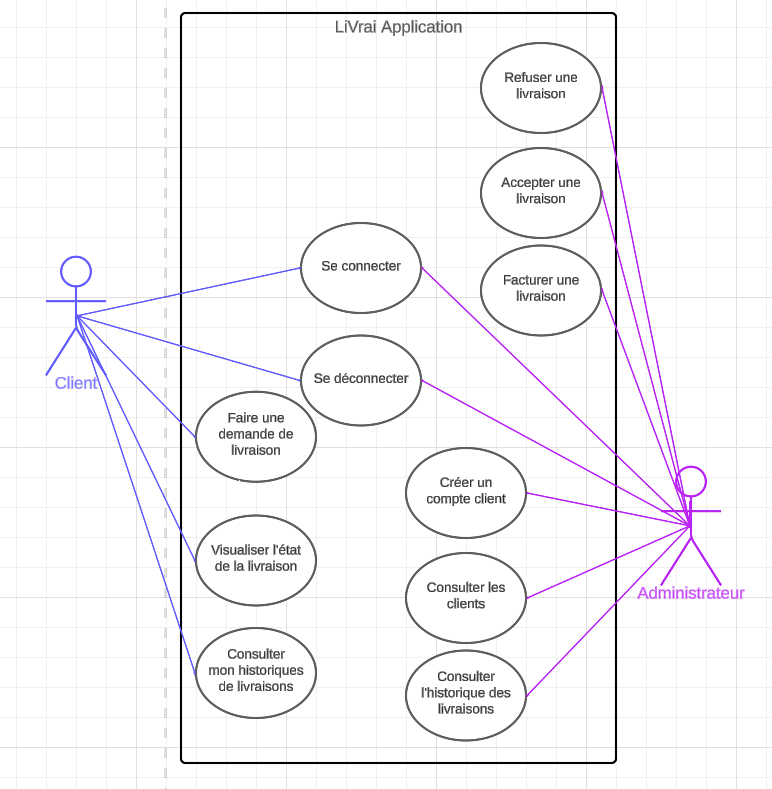 LiVrai Application
Refuser une
livraison
Accepter une
livraison
Se connecter
Facturer une
livraison
Client
Se déconnecter
Faire une
demande de
livraison
Créer un
compte client
Visualiser l'état
de la livraison
Consulter les
clients
Administrateur
Consulter
mon historiques
de livraisons
Consulter
l'historique des
livraisons